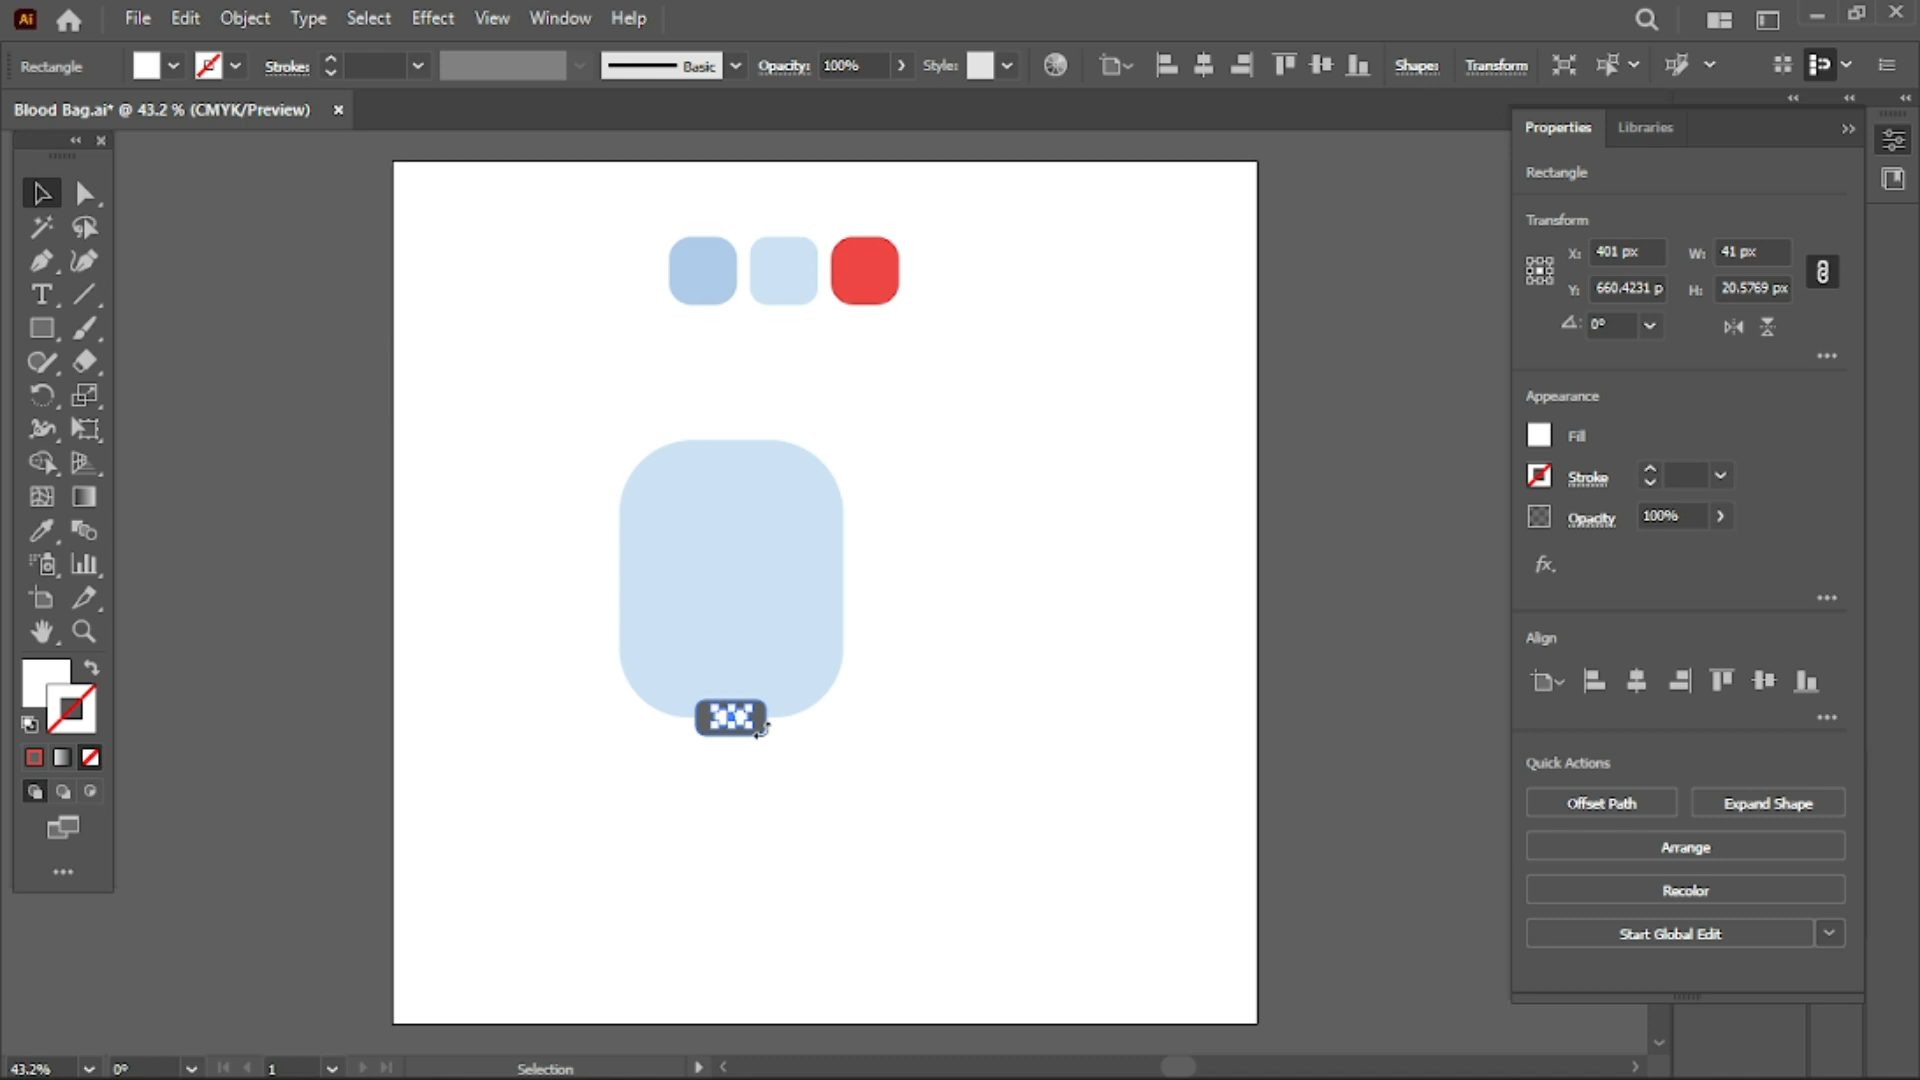 Ai File Edit Object Type Select Effect View Window Help
Rectangle Stroke: Basic Opacity: 100% Style: Shape: Transform
Blood Bag.ai* @ 43.2 % (CMYK/Preview) ×
Properties Libraries
Rectangle
Transform
X: 401 px W: 41 px
Y: 660.4231 p H: 20.5769 px
0°
Appearance
Fill
Stroke
Opacity 100%
fx.
Align
Quick Actions
Offset Path Expand Shape
Arrange
Recolor
Start Global Edit
43.2% 0° 1 Selection